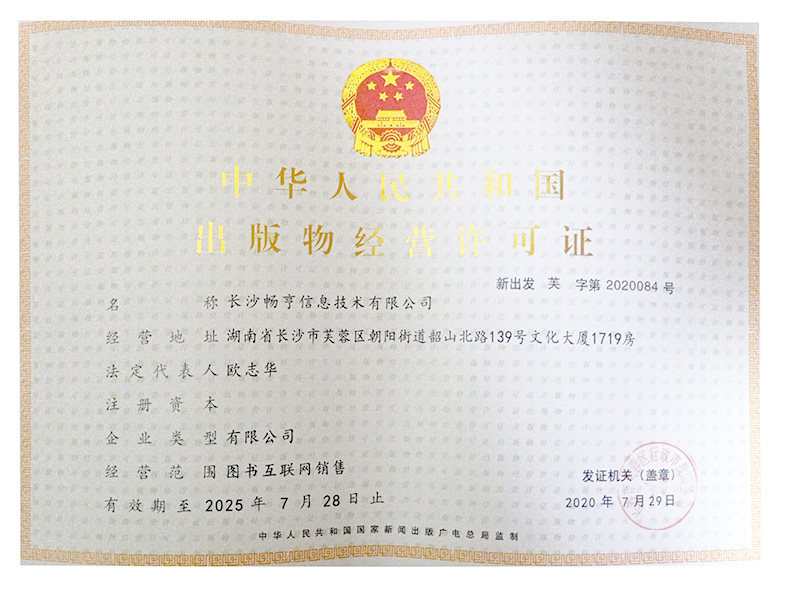 中华人民共和国
出版物经营许可证
新出发 芙 字第 2020084 号
名称 长沙畅亨信息技术有限公司
经营地址 湖南省长沙市芙蓉区朝阳街道韶山北路139号文化大厦1719房
法定代表人 欧志华
注册资本
企业类型 有限公司
经营范围 图书互联网销售
有效期至 2025 年 7 月 28 日止
发证机关（盖章）
2020 年 7 月 29 日
中华人民共和国国家新闻出版广电总局监制